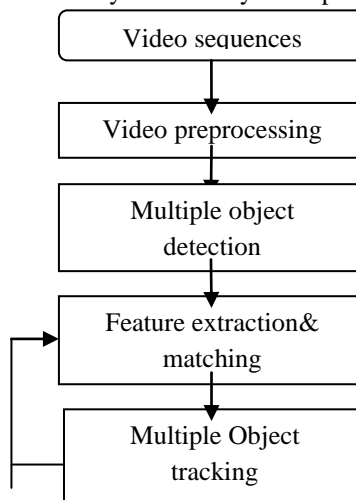 Video sequences
Video preprocessing
Multiple object
detection
Feature extraction&
matching
Multiple Object
tracking